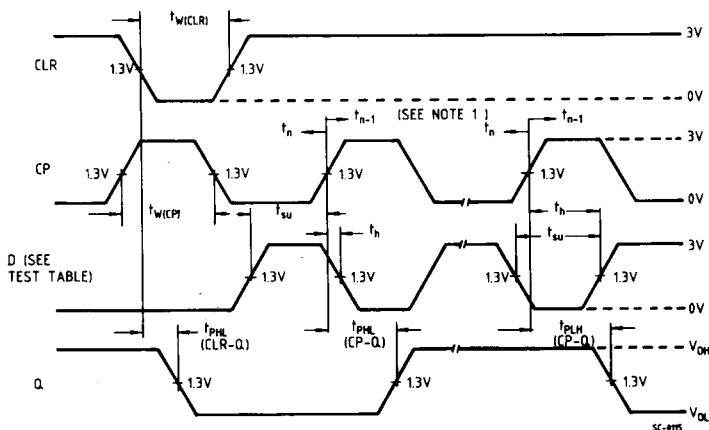 tW(CLR)
3V
CLR
1.3V
1.3V
0V
(SEE NOTE 1)
tn
tn-1
tn
tn-1
3V
CP
1.3V
1.3V
1.3V
1.3V
0V
tW(CP)
tsu
th
th
tsu
3V
D (SEE
TEST TABLE)
1.3V
1.3V
1.3V
1.3V
0V
tPHL
(CLR-Q)
tPHL
(CP-Q)
tPLH
(CP-Q)
VOH
Q
1.3V
1.3V
1.3V
VOL
SC-0115